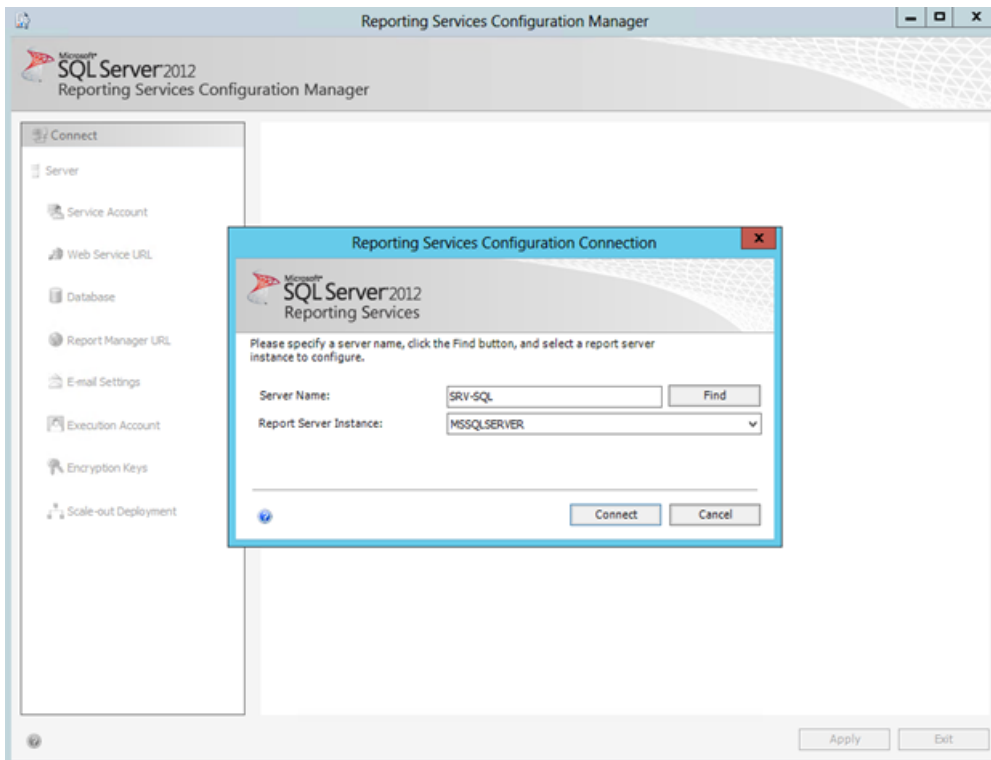 Reporting Services Configuration Manager
Microsoft
SQL Server 2012
Reporting Services Configuration Manager
Connect
Server
Service Account
Web Service URL
Database
Report Manager URL
E-mail Settings
Execution Account
Encryption Keys
Scale-out Deployment
Reporting Services Configuration Connection
Microsoft
SQL Server 2012
Reporting Services
Please specify a server name, click the Find button, and select a report server
instance to configure.
Server Name: SRV-SQL Find
Report Server Instance: MSSQLSERVER
Connect Cancel
Apply Exit